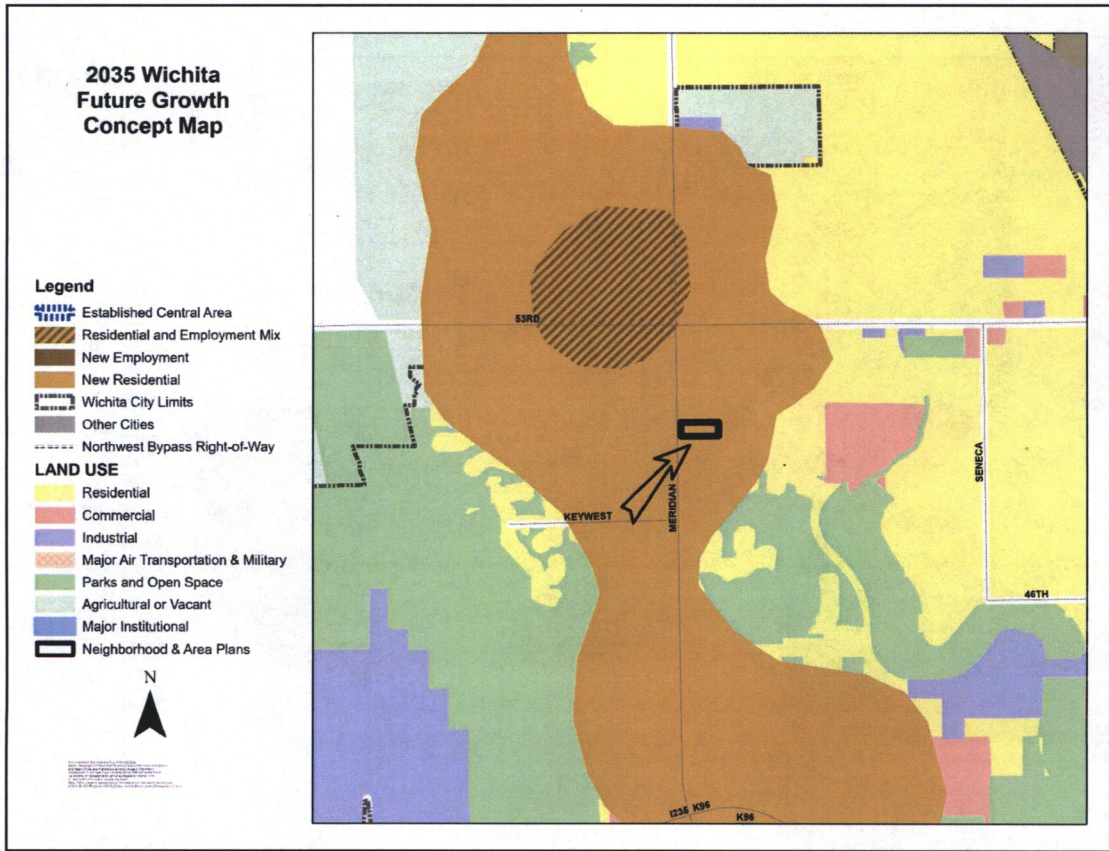 2035 Wichita
Future Growth
Concept Map
Legend
Established Central Area
Residential and Employment Mix
New Employment
New Residential
Wichita City Limits
Other Cities
Northwest Bypass Right-of-Way
LAND USE
Residential
Commercial
Industrial
Major Air Transportation & Military
Parks and Open Space
Agricultural or Vacant
Major Institutional
Neighborhood & Area Plans
N
53RD
SENECA
MERIDIAN
KEYWEST
46TH
I235 K96
K96